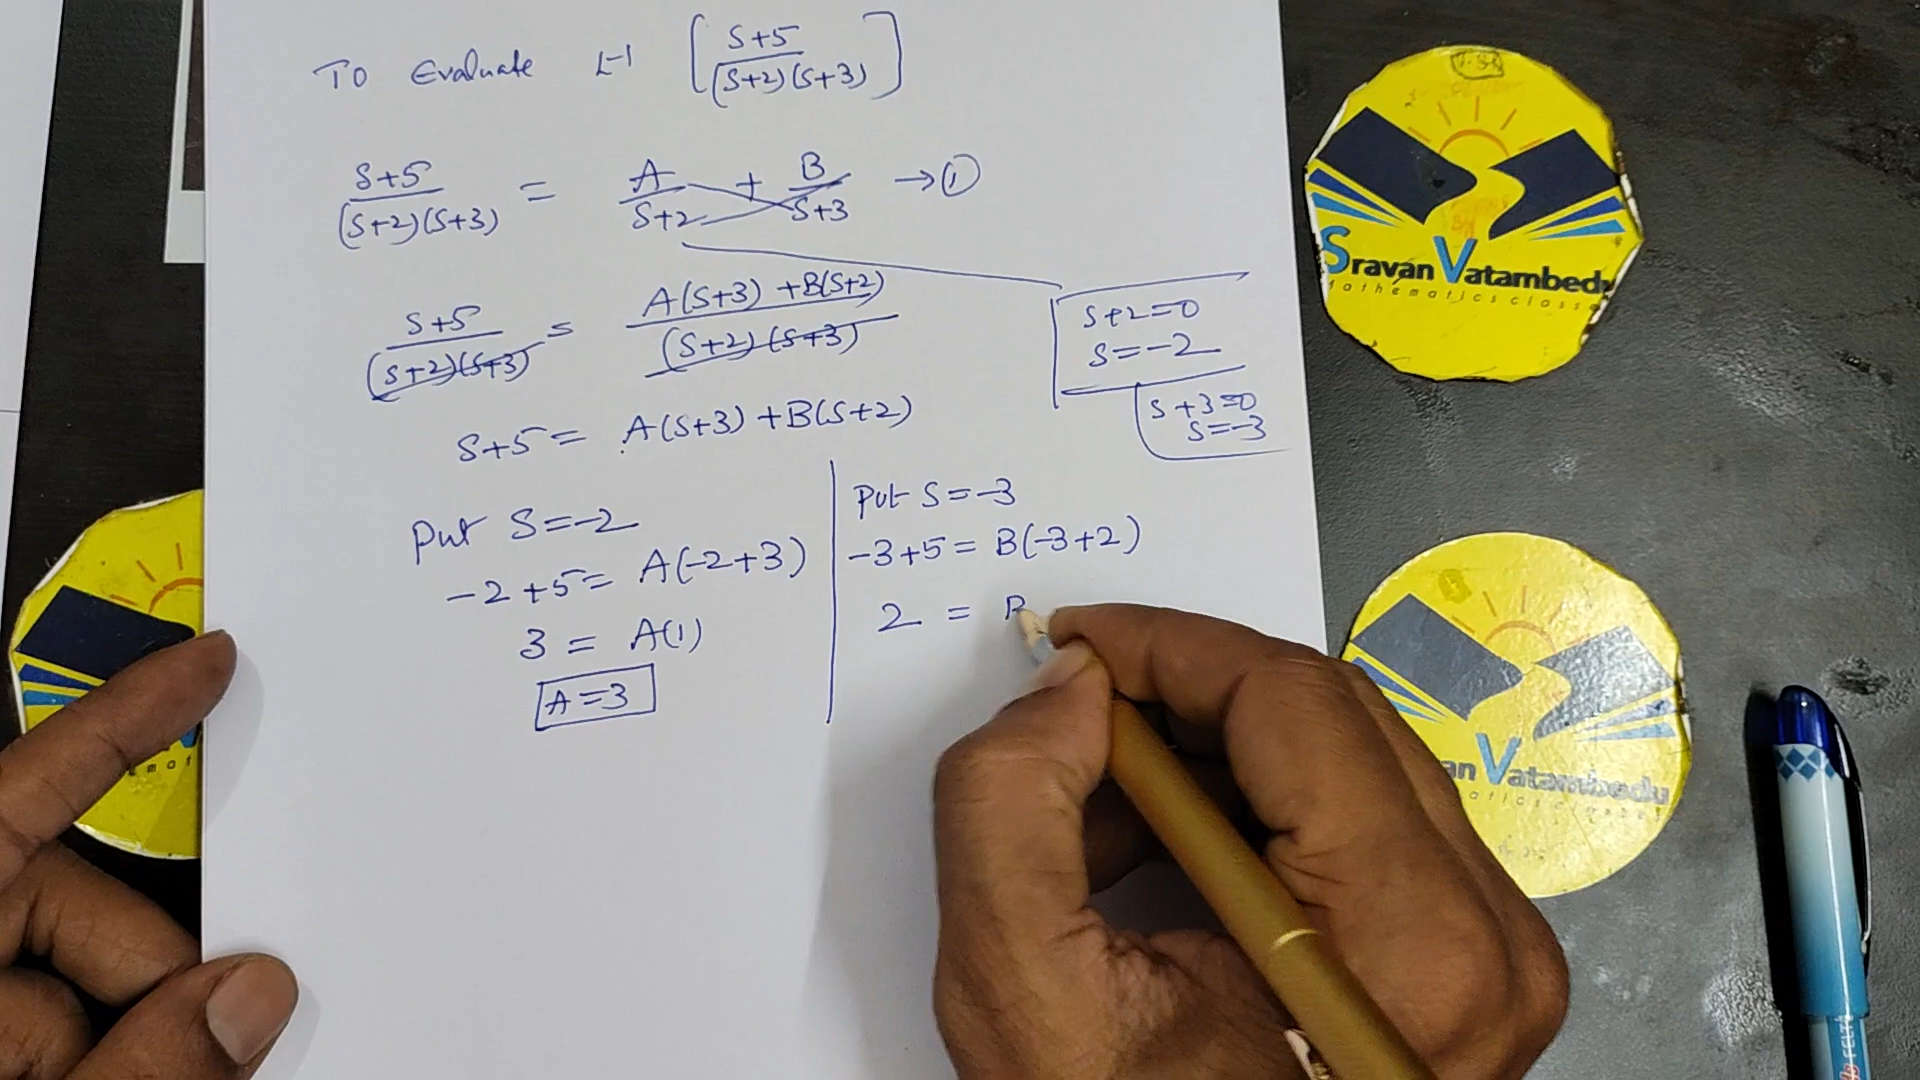 To Evaluate L-1 [ s+5 / (s+2)(s+3) ]
s+5 / (s+2)(s+3) = A / s+2 + B / s+3 → ①
s+5 / (s+2)(s+3) = A(s+3) + B(s+2) / (s+2)(s+3)
s+2=0
s=-2
s+3=0
s=-3
s+5 = A(s+3) + B(s+2)
Put s=-2
-2+5 = A(-2+3)
3 = A(1)
A=3
Put s=-3
-3+5 = B(-3+2)
2 = B
Sravan Vatambedu
Mathematics classes
an Vatambedu